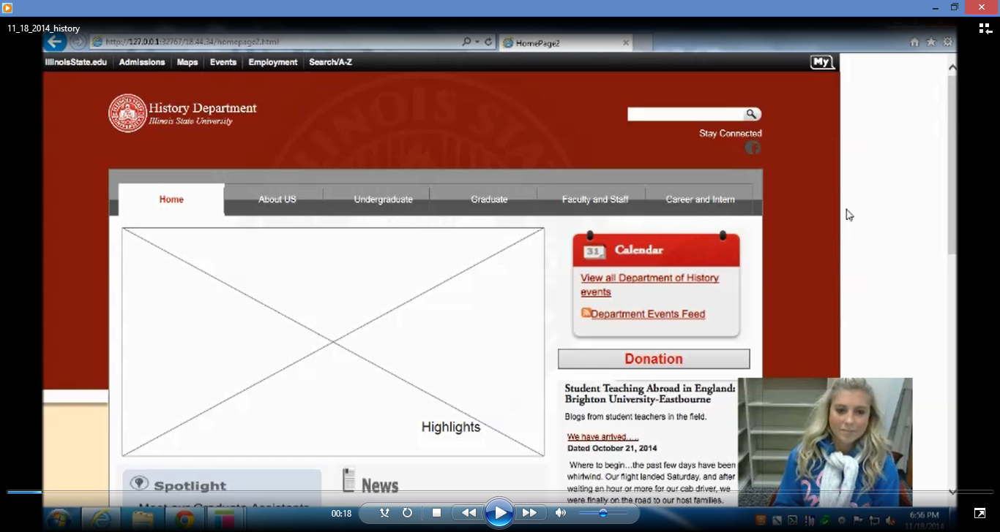 11_18_2014_history
http://127.0.0.1:32767/18.44.34/homepage2.html
HomePage2
IllinoisState.edu Admissions Maps Events Employment Search/A-Z
My
History Department
Illinois State University
Stay Connected
Home About US Undergraduate Graduate Faculty and Staff Career and Intern
31 Calendar
View all Department of History
events
Department Events Feed
Donation
Highlights
Student Teaching Abroad in England:
Brighton University-Eastbourne
Blogs from student teachers in the field.
We have arrived.....
Dated October 21, 2014
Where to begin...the past few days have been
whirlwind. Our flight landed Saturday, and after
waiting an hour or more for our cab driver, we
were finally on the road to our host families.
Spotlight
Meet our Graduate Assistants
News
00:18
6:56 PM
11/18/2014